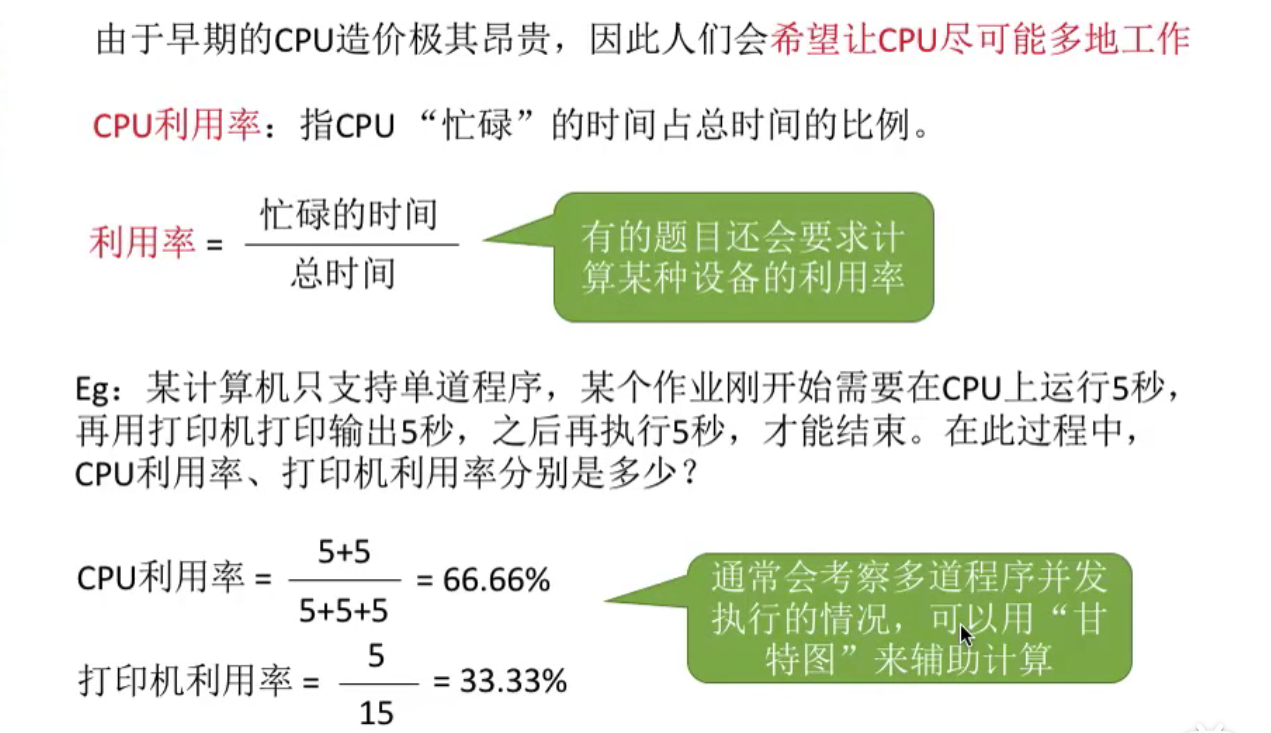 由于早期的CPU造价极其昂贵，因此人们会希望让CPU尽可能多地工作
CPU利用率：指CPU “忙碌”的时间占总时间的比例。
利用率 =
忙碌的时间
总时间
有的题目还会要求计
算某种设备的利用率
Eg：某计算机只支持单道程序，某个作业刚开始需要在CPU上运行5秒，
再用打印机打印输出5秒，之后再执行5秒，才能结束。在此过程中，
CPU利用率、打印机利用率分别是多少？
5+5
CPU利用率 = = 66.66%
5+5+5
通常会考察多道程序并发
执行的情况，可以用“甘
特图”来辅助计算
5
打印机利用率 = = 33.33%
15